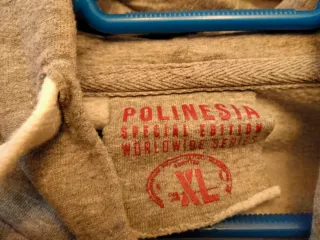 POLINESIA
SPECIAL EDITION
WORLDWIDE SERIES
XL